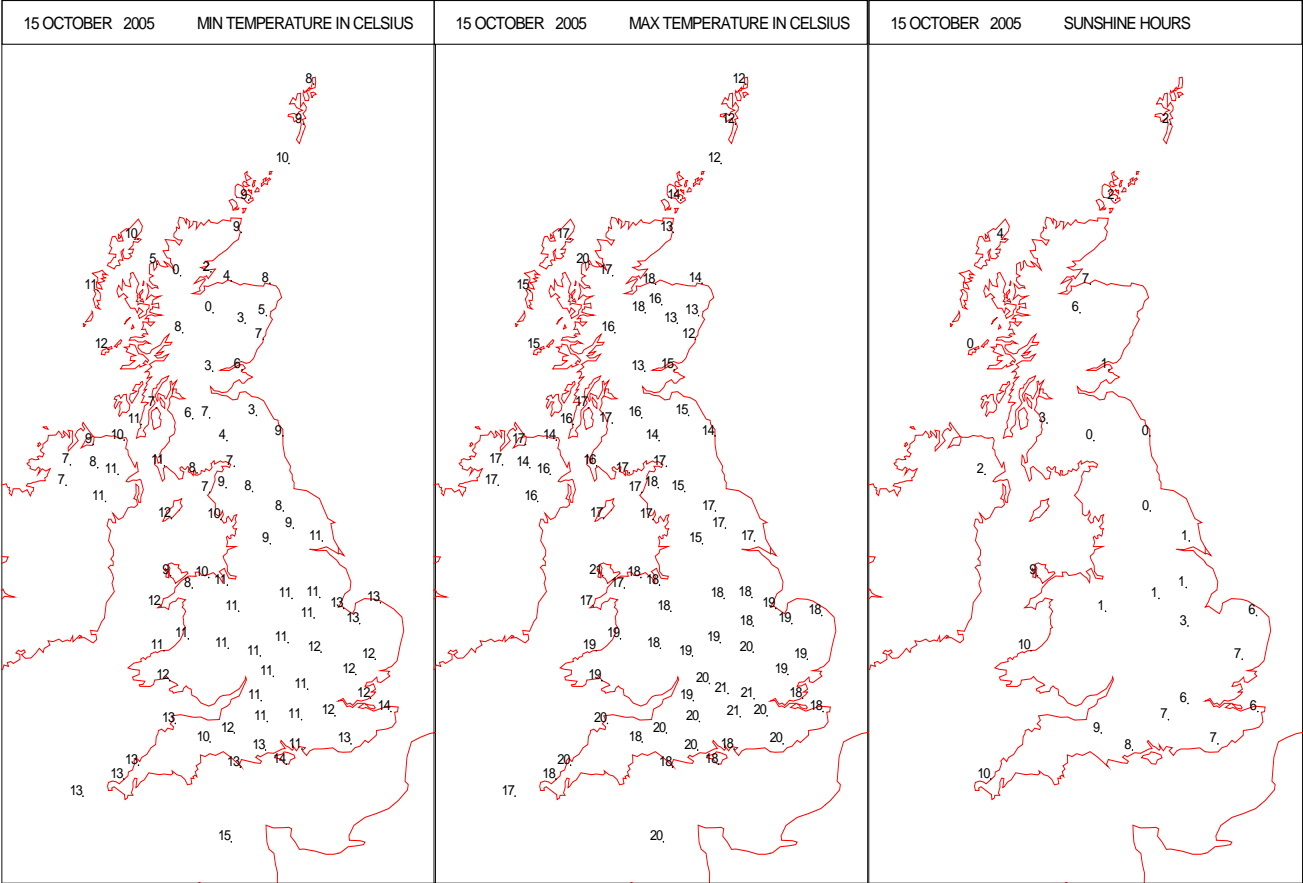 15 OCTOBER 2005 MIN TEMPERATURE IN CELSIUS
8
9
10
9
10 9
5 0 2 4 8
11
0 3 5
8 7
12
3 6
7
11 6 7 3
9 10 4 9
7 8 11 11 8 7
7 7 9 8
11
12 10 8
9
9 11
9 8 10 11
12 11 11 13 13
11 11 13
11 11 11 11 12
12 11 11 12 12
11 12
13 11 11 12 14
12
10 13 11 13
13 13 14
13
13
15
15 OCTOBER 2005 MAX TEMPERATURE IN CELSIUS
12
12
12
14
17 13
20 17 18 14
15
18 16 13
16 13 12
15
13 15
17
16 17 16 15
17 14 14 14
17 14 16 16 17 17
17 17 18 15
16
17 17 17
17
15 17
21 17 18 18
17 18 18 18 19 18
18 19
19 19 18 19 20
19 19 20 19 19
21 21 18
20 19 20 21 20 18
20
18 20 18 20
20 18 18
18
17
20
15 OCTOBER 2005 SUNSHINE HOURS
2
2
4
7
6
0
1
3
0 0
2
0
1
9
1 1
1 6
3
10 7
6 6
7
9 8 7
10